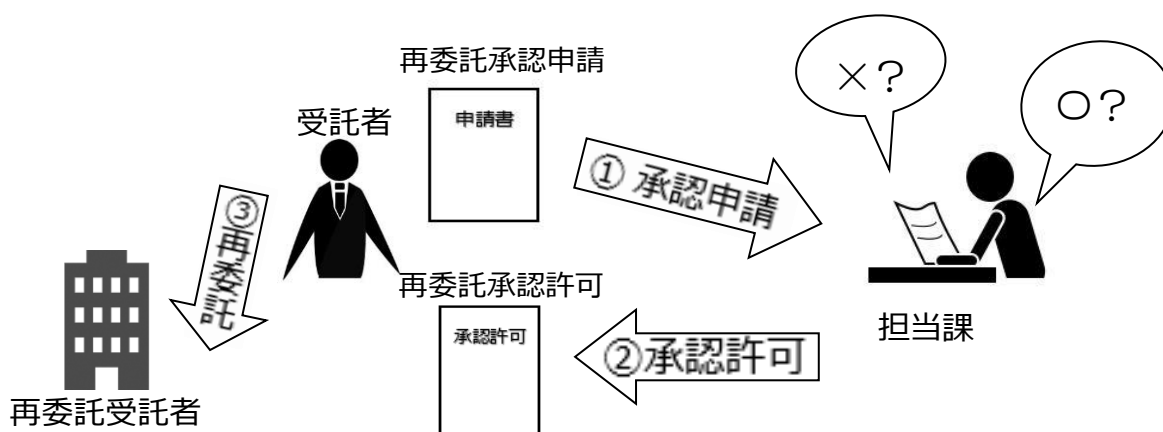 再委託承認申請
申請書
受託者
×?
○?
① 承認申請
③再委託
再委託承認許可
承認許可
②承認許可
担当課
再委託受託者